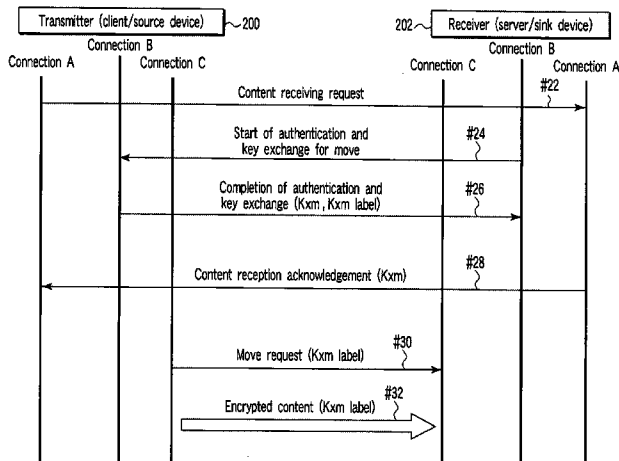 Transmitter (client/source device)
200
202
Receiver (server/sink device)
Connection B
Connection B
Connection A
Connection C
Connection C
Connection A
Content receiving request
#22
Start of authentication and
key exchange for move
#24
Completion of authentication and
key exchange (Kxm, Kxm label)
#26
Content reception acknowledgement (Kxm)
#28
Move request (Kxm label)
#30
Encrypted content (Kxm label)
#32